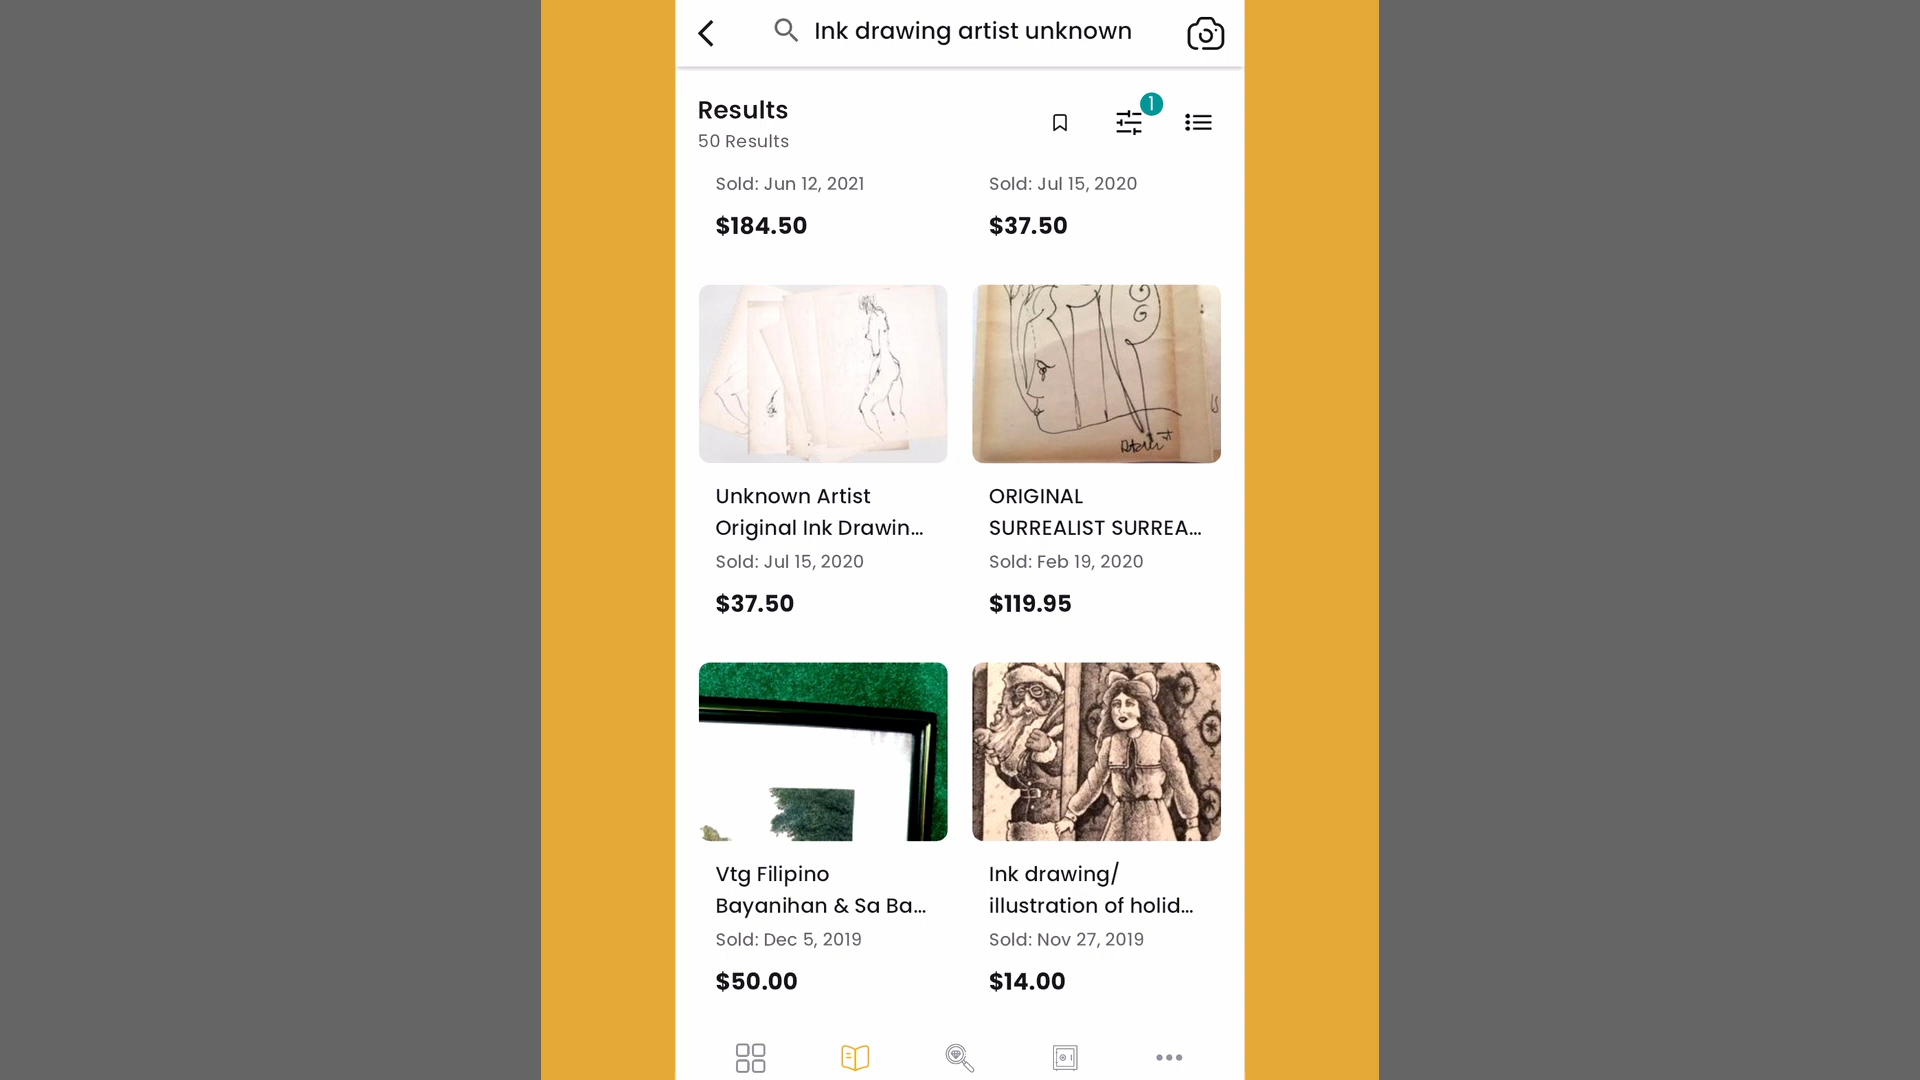 Ink drawing artist unknown
Results
1
50 Results
Sold: Jun 12, 2021
$184.50
Sold: Jul 15, 2020
$37.50
Unknown Artist
Original Ink Drawin...
Sold: Jul 15, 2020
$37.50
ORIGINAL
SURREALIST SURREA...
Sold: Feb 19, 2020
$119.95
Vtg Filipino
Bayanihan & Sa Ba...
Sold: Dec 5, 2019
$50.00
Ink drawing/
illustration of holid...
Sold: Nov 27, 2019
$14.00